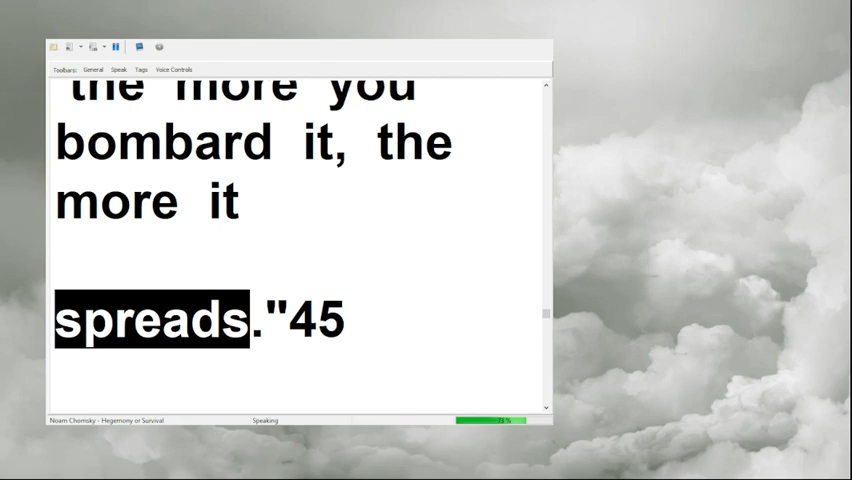 Toolbars: General Speak Tags Voice Controls
the more you
bombard it, the
more it
spreads."45
Noam Chomsky - Hegemony or Survival Speaking 75 %